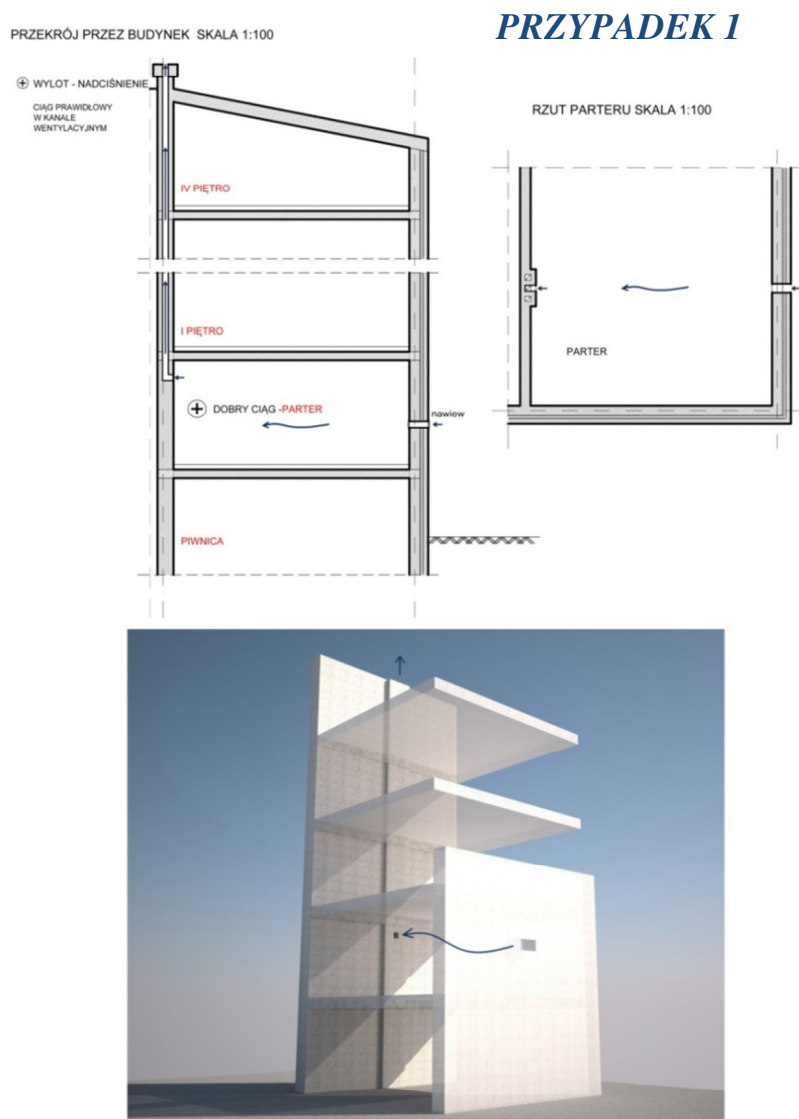 PRZEKRÓJ PRZEZ BUDYNEK SKALA 1:100
PRZYPADEK 1
WYLOT - NADCIŚNIENIE
CIĄG PRAWIDŁOWY
W KANALE
WENTYLACYJNYM
RZUT PARTERU SKALA 1:100
IV PIĘTRO
I PIĘTRO
PARTER
DOBRY CIĄG -PARTER
nawiew
PIWNICA